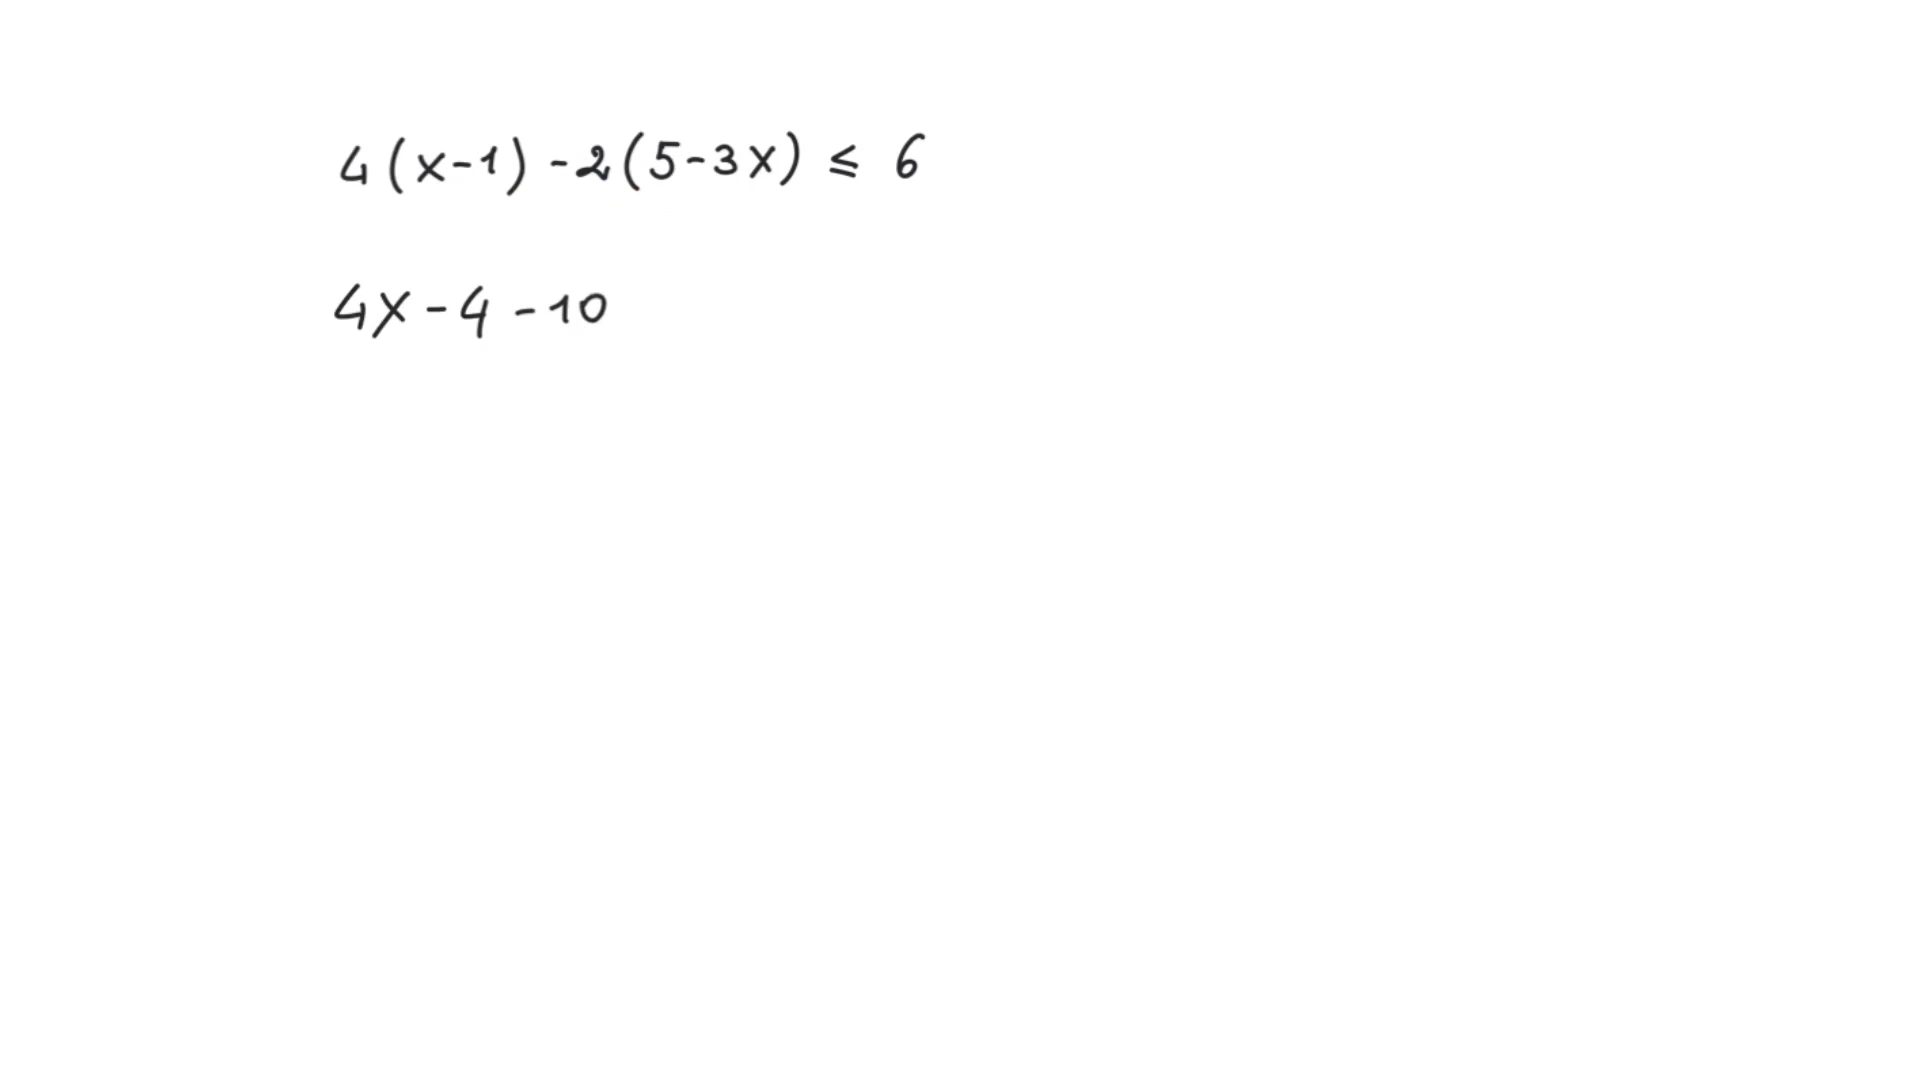 4(x-1) -2(5-3x) ≤ 6
4x - 4 - 10